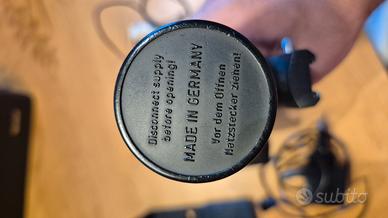 Disconnect supply
before opening!
MADE IN GERMANY
Vor dem Öffnen
Netzstecker ziehen!
subito